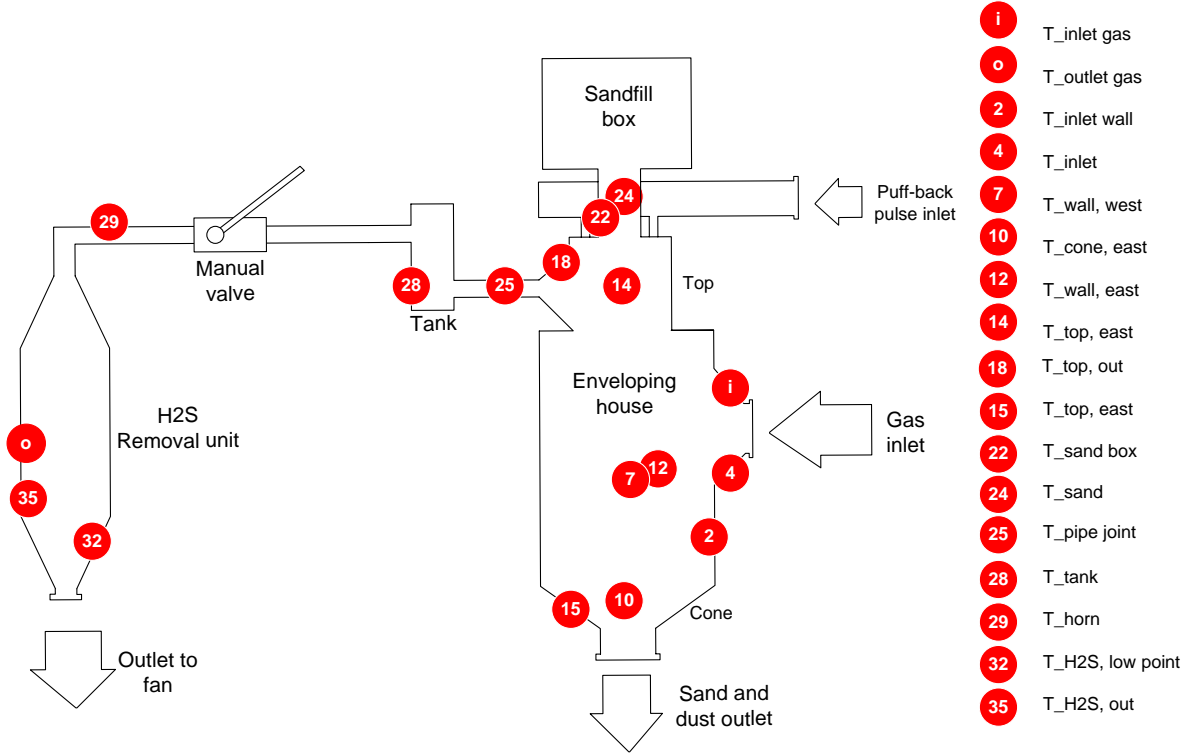 Sandfill
box
24
Puff-back
pulse inlet
22
29
Manual
valve
18
28
25
14
Top
Tank
Enveloping
house
i
Gas
inlet
H2S
Removal unit
o
7
12
4
35
32
2
15
10
Cone
Outlet to
fan
Sand and
dust outlet
i T_inlet gas
o T_outlet gas
2 T_inlet wall
4 T_inlet
7 T_wall, west
10 T_cone, east
12 T_wall, east
14 T_top, east
18 T_top, out
15 T_top, east
22 T_sand box
24 T_sand
25 T_pipe joint
28 T_tank
29 T_horn
32 T_H2S, low point
35 T_H2S, out